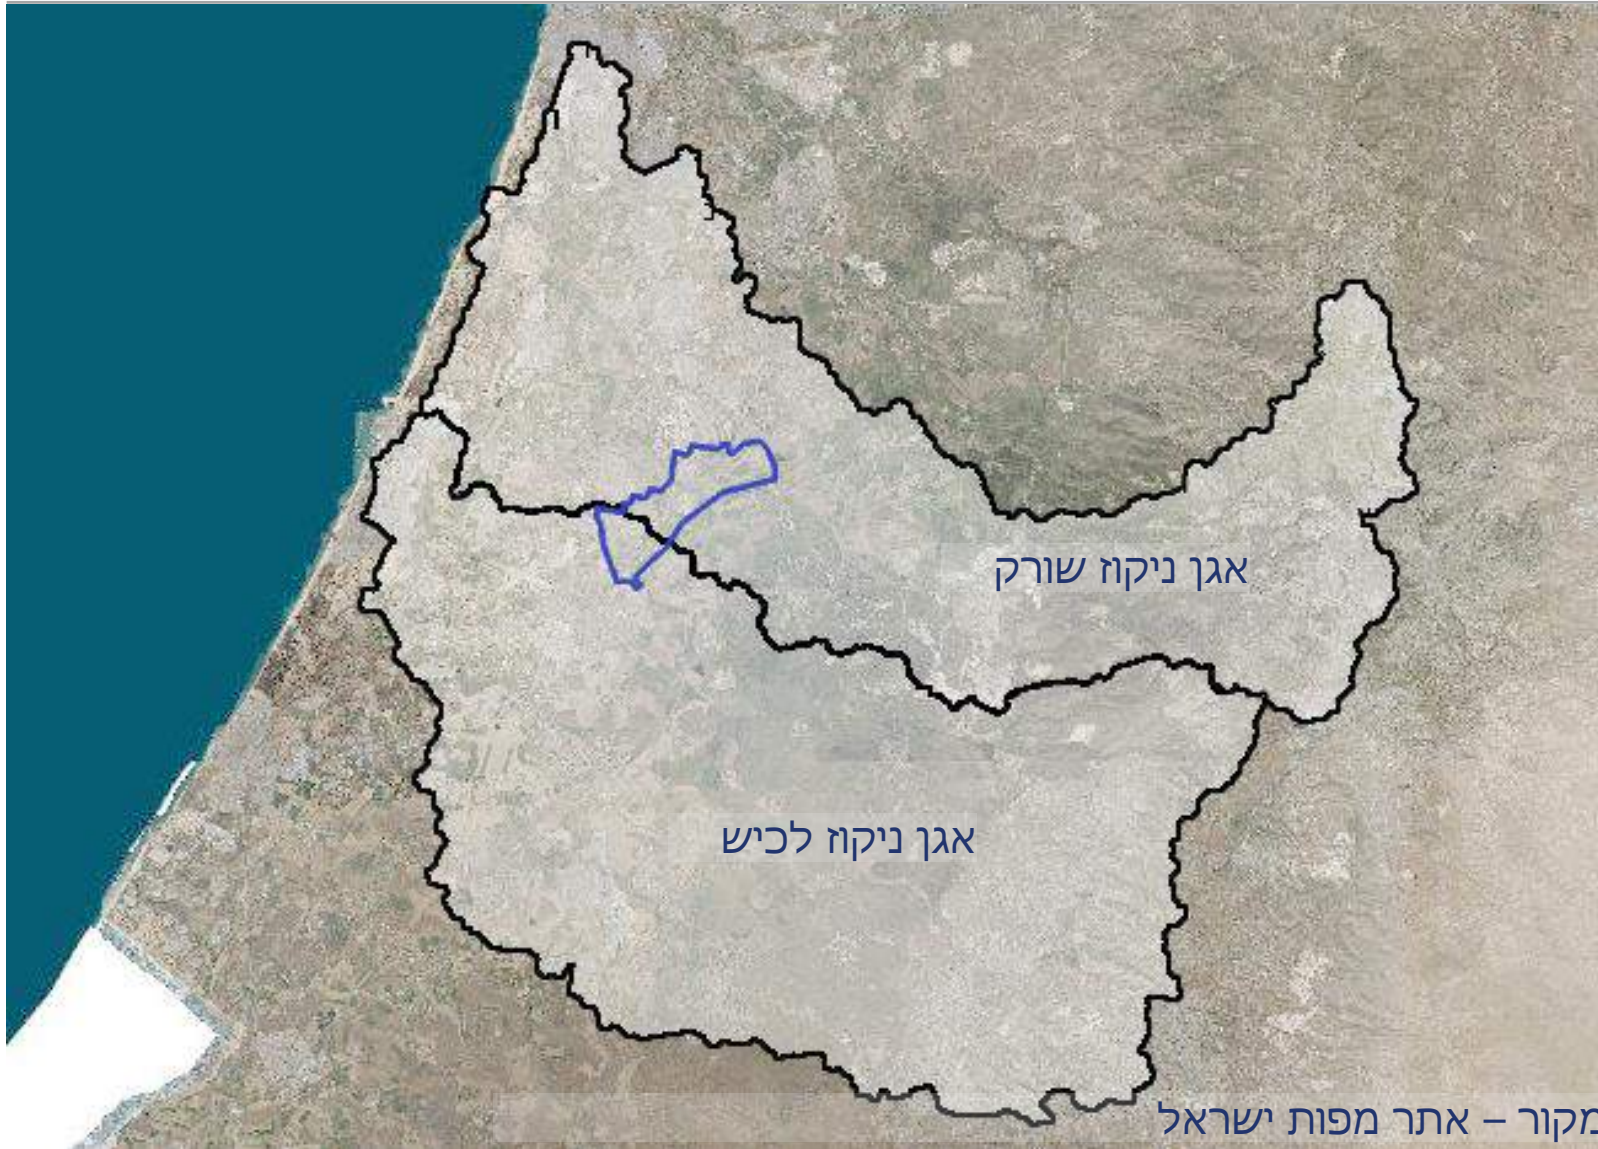 אגן ניקוז שורק
אגן ניקוז לכיש
מקור – אתר מפות ישראל